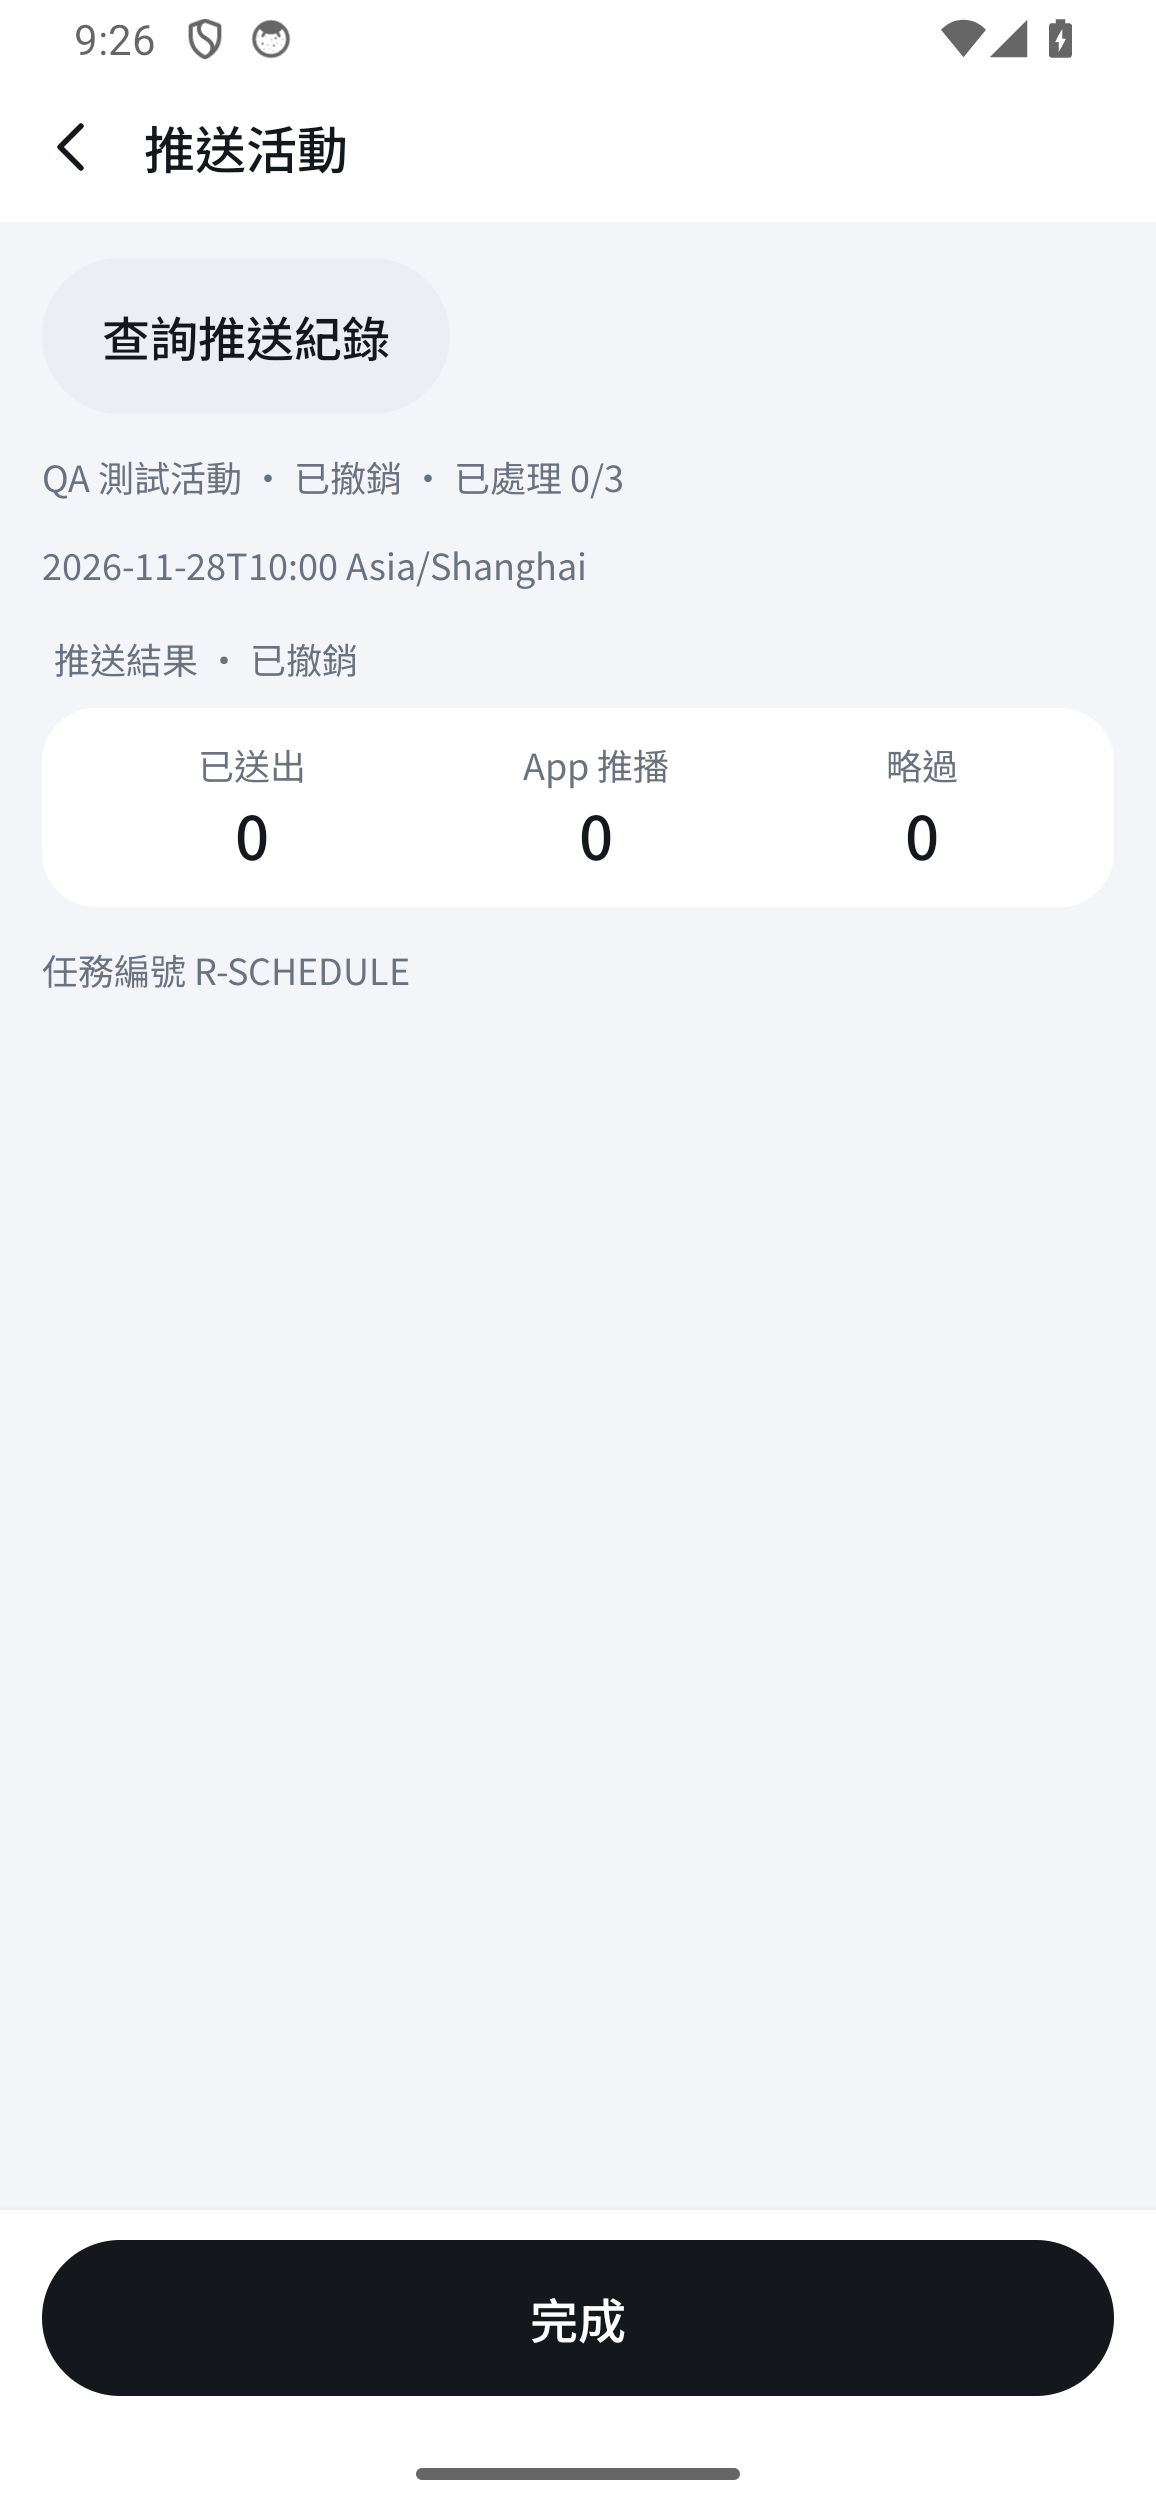 9:26
推送活動
查詢推送紀錄
QA 測試活動 · 已撤銷 · 已處理 0/3
2026-11-28T10:00 Asia/Shanghai
推送結果 · 已撤銷
已送出 App 推播 略過
0 0 0
任務編號 R-SCHEDULE
完成